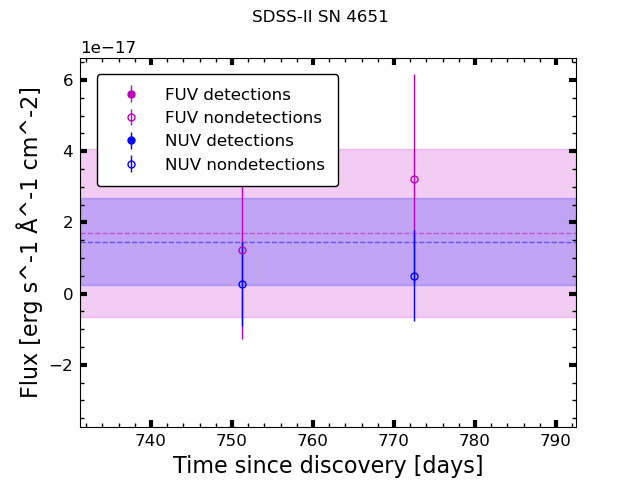 SDSS-II SN 4651
1e−17
FUV detections
FUV nondetections
NUV detections
NUV nondetections
6
4
2
0
−2
Flux [erg s^-1 Å^-1 cm^-2]
740 750 760 770 780 790
Time since discovery [days]